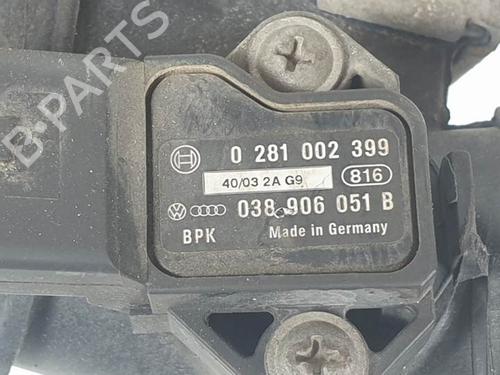 B-PARTS
0 281 002 399
40/03 2A G9 816
038 906 051 B
BPK Made in Germany